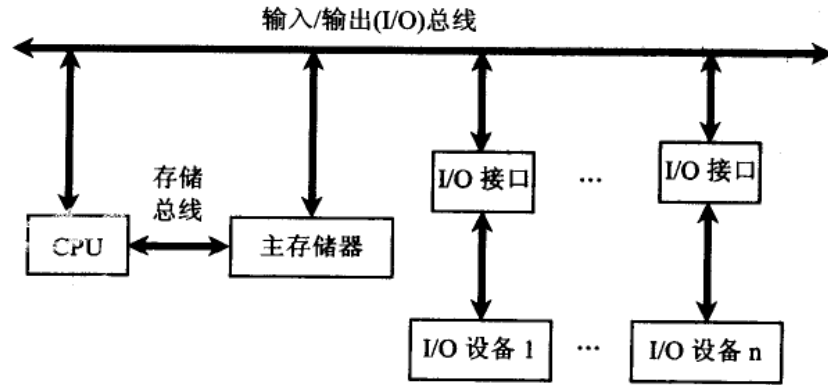 输入/输出(I/O)总线
存储
总线
CPU
主存储器
I/O 接口
...
I/O 接口
I/O 设备 1
...
I/O 设备 n